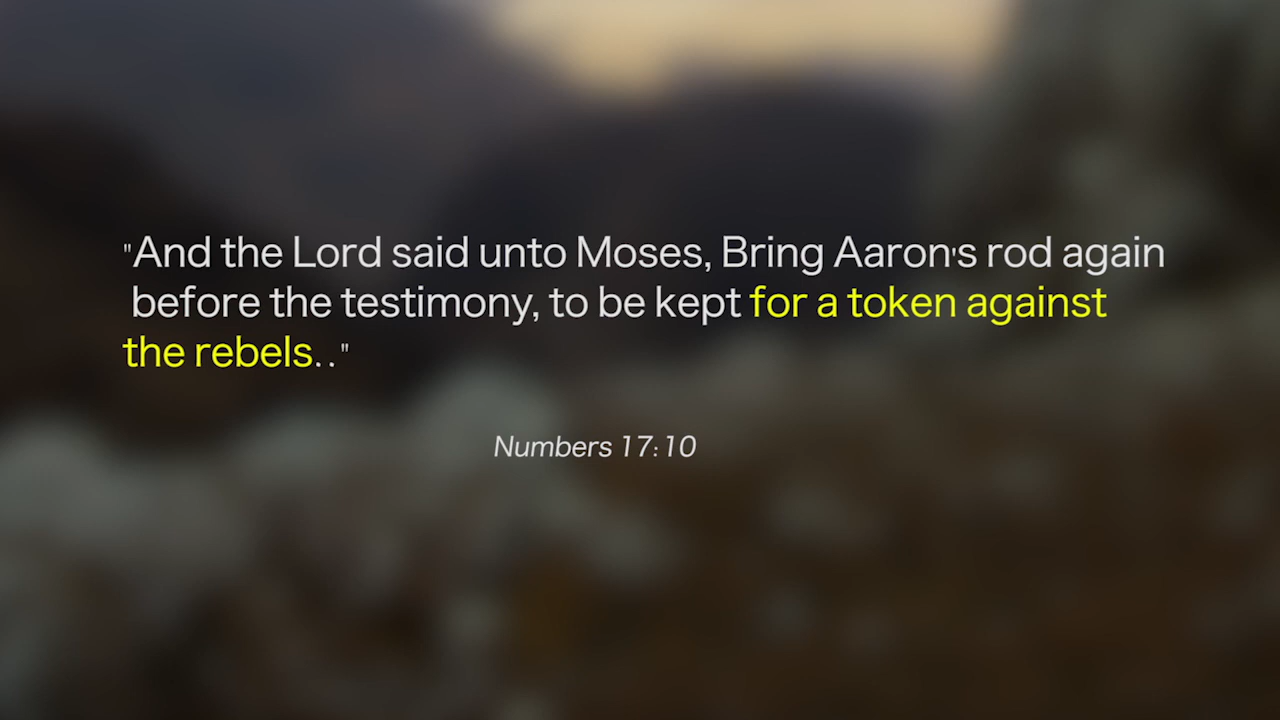 "And the Lord said unto Moses, Bring Aaron's rod again
before the testimony, to be kept for a token against
the rebels.."
Numbers 17:10